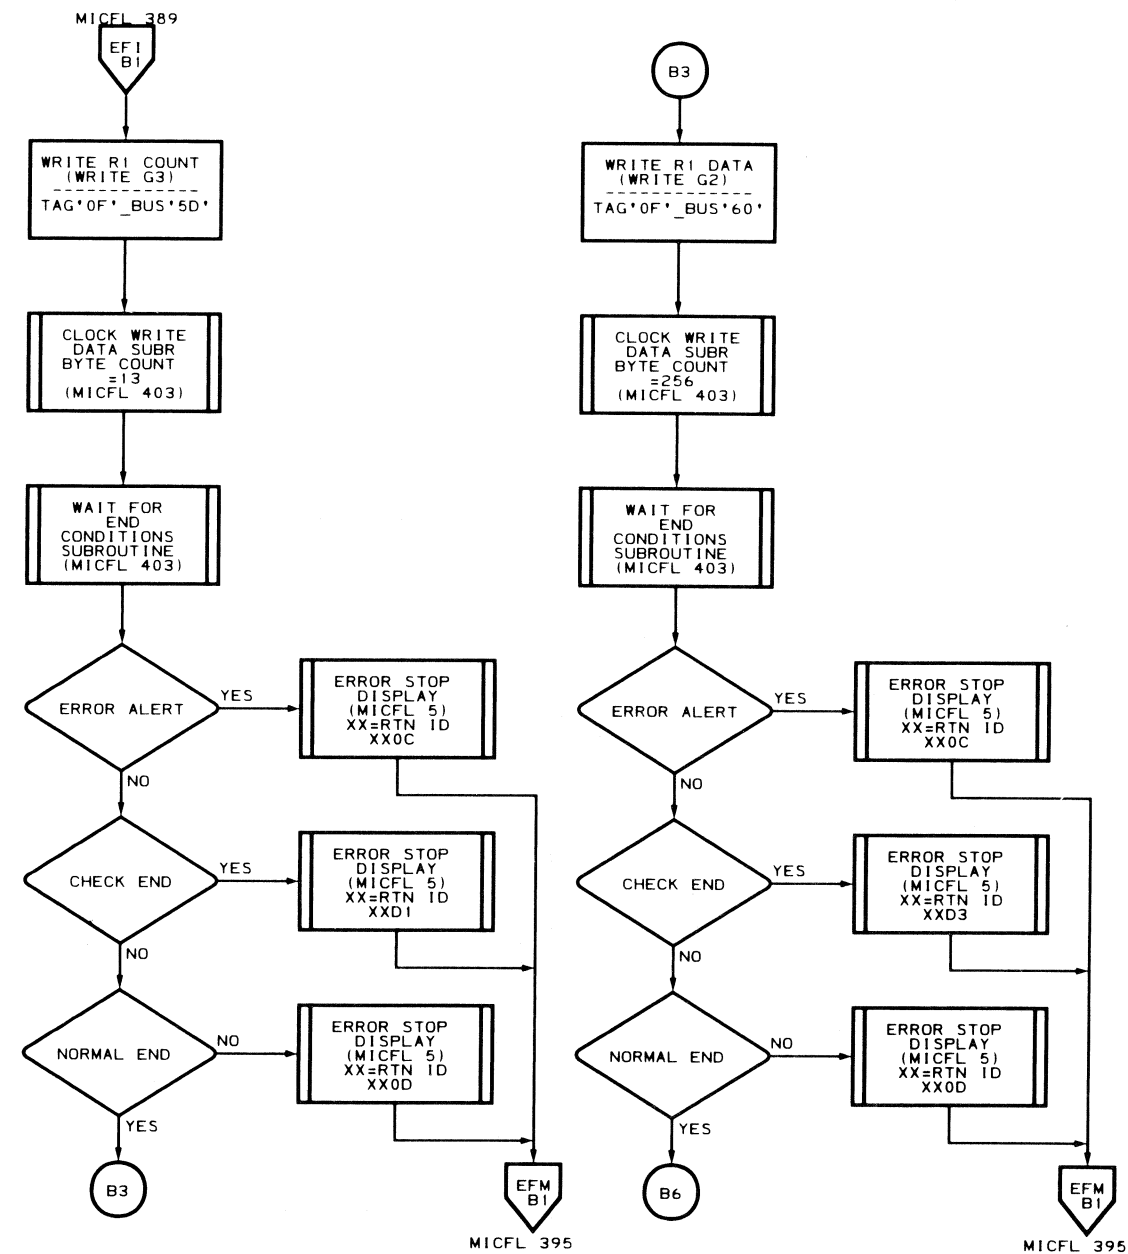 MICFL 389
EFI
B1
WRITE R1 COUNT
(WRITE G3)
--------------
TAG'0F'_BUS'5D'
CLOCK WRITE
DATA SUBR
BYTE COUNT
=13
(MICFL 403)
WAIT FOR
END
CONDITIONS
SUBROUTINE
(MICFL 403)
ERROR ALERT
YES
ERROR STOP
DISPLAY
(MICFL 5)
XX=RTN ID
XX0C
NO
CHECK END
YES
ERROR STOP
DISPLAY
(MICFL 5)
XX=RTN ID
XXD1
NO
NORMAL END
NO
ERROR STOP
DISPLAY
(MICFL 5)
XX=RTN ID
XX0D
YES
B3
EFM
B1
MICFL 395
B3
WRITE R1 DATA
(WRITE G2)
--------------
TAG'0F'_BUS'60'
CLOCK WRITE
DATA SUBR
BYTE COUNT
=256
(MICFL 403)
WAIT FOR
END
CONDITIONS
SUBROUTINE
(MICFL 403)
ERROR ALERT
YES
ERROR STOP
DISPLAY
(MICFL 5)
XX=RTN ID
XX0C
NO
CHECK END
YES
ERROR STOP
DISPLAY
(MICFL 5)
XX=RTN ID
XXD3
NO
NORMAL END
NO
ERROR STOP
DISPLAY
(MICFL 5)
XX=RTN ID
XX0D
YES
B6
EFM
B1
MICFL 395